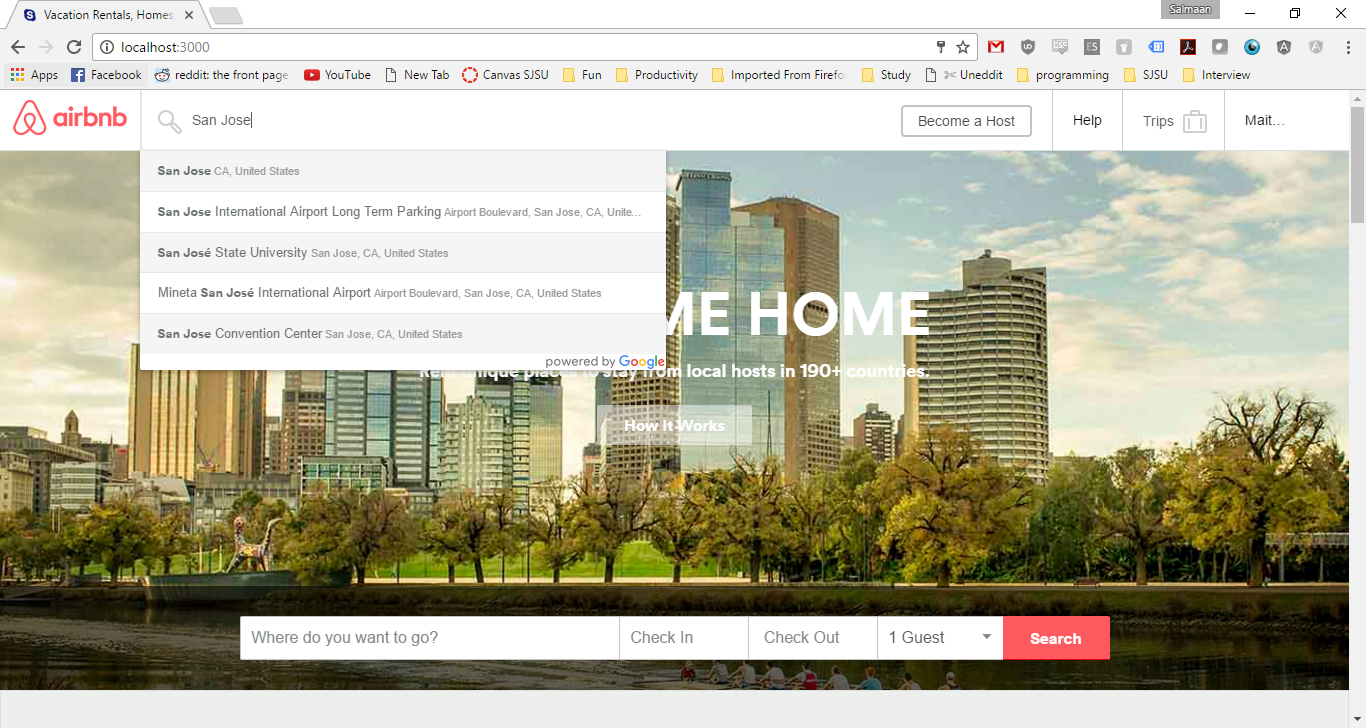 Vacation Rentals, Homes,
Salmaan
localhost:3000
Apps Facebook reddit: the front page YouTube New Tab Canvas SJSU Fun Productivity Imported From Firefo Study Uneddit programming SJSU Interview
airbnb San Jose Become a Host Help Trips Mait...
San Jose CA, United States
San Jose International Airport Long Term Parking Airport Boulevard, San Jose, CA, Unite...
San José State University San Jose, CA, United States
Mineta San José International Airport Airport Boulevard, San Jose, CA, United States
San Jose Convention Center San Jose, CA, United States
powered by Google
ME HOME
Rent unique places to stay from local hosts in 190+ countries.
How It Works
Where do you want to go? Check In Check Out 1 Guest Search